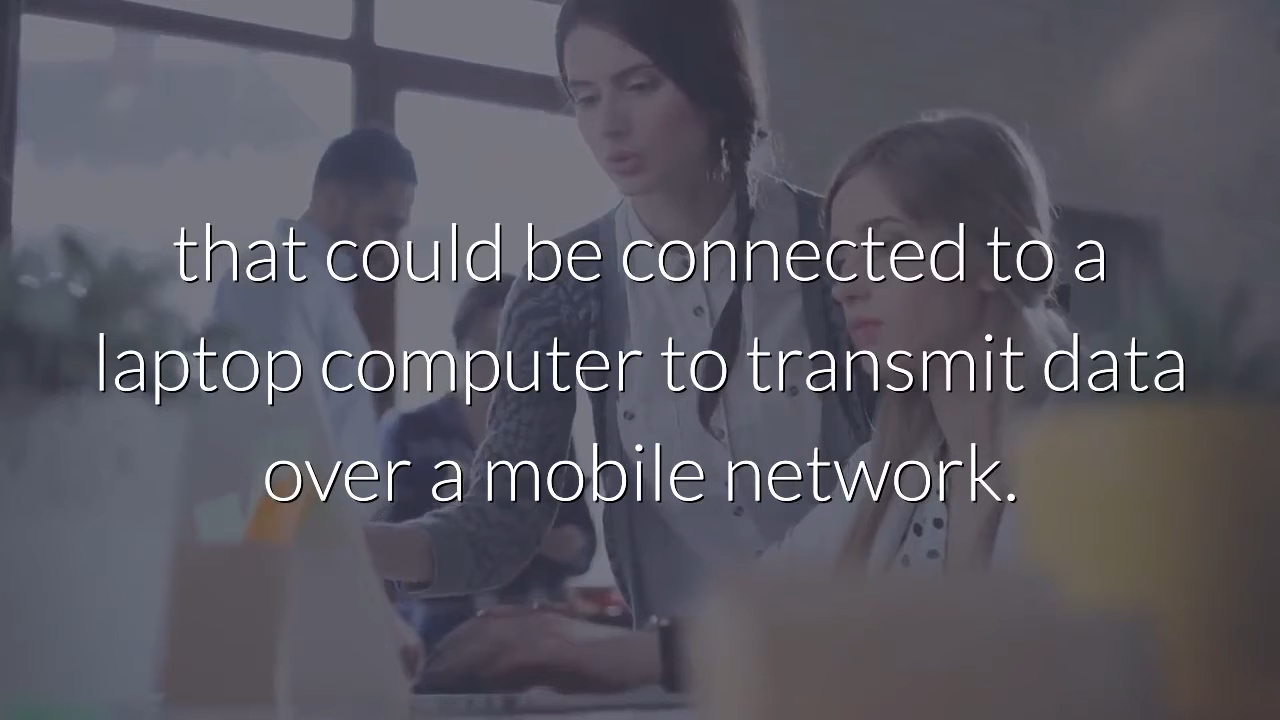 that could be connected to a
laptop computer to transmit data
over a mobile network.